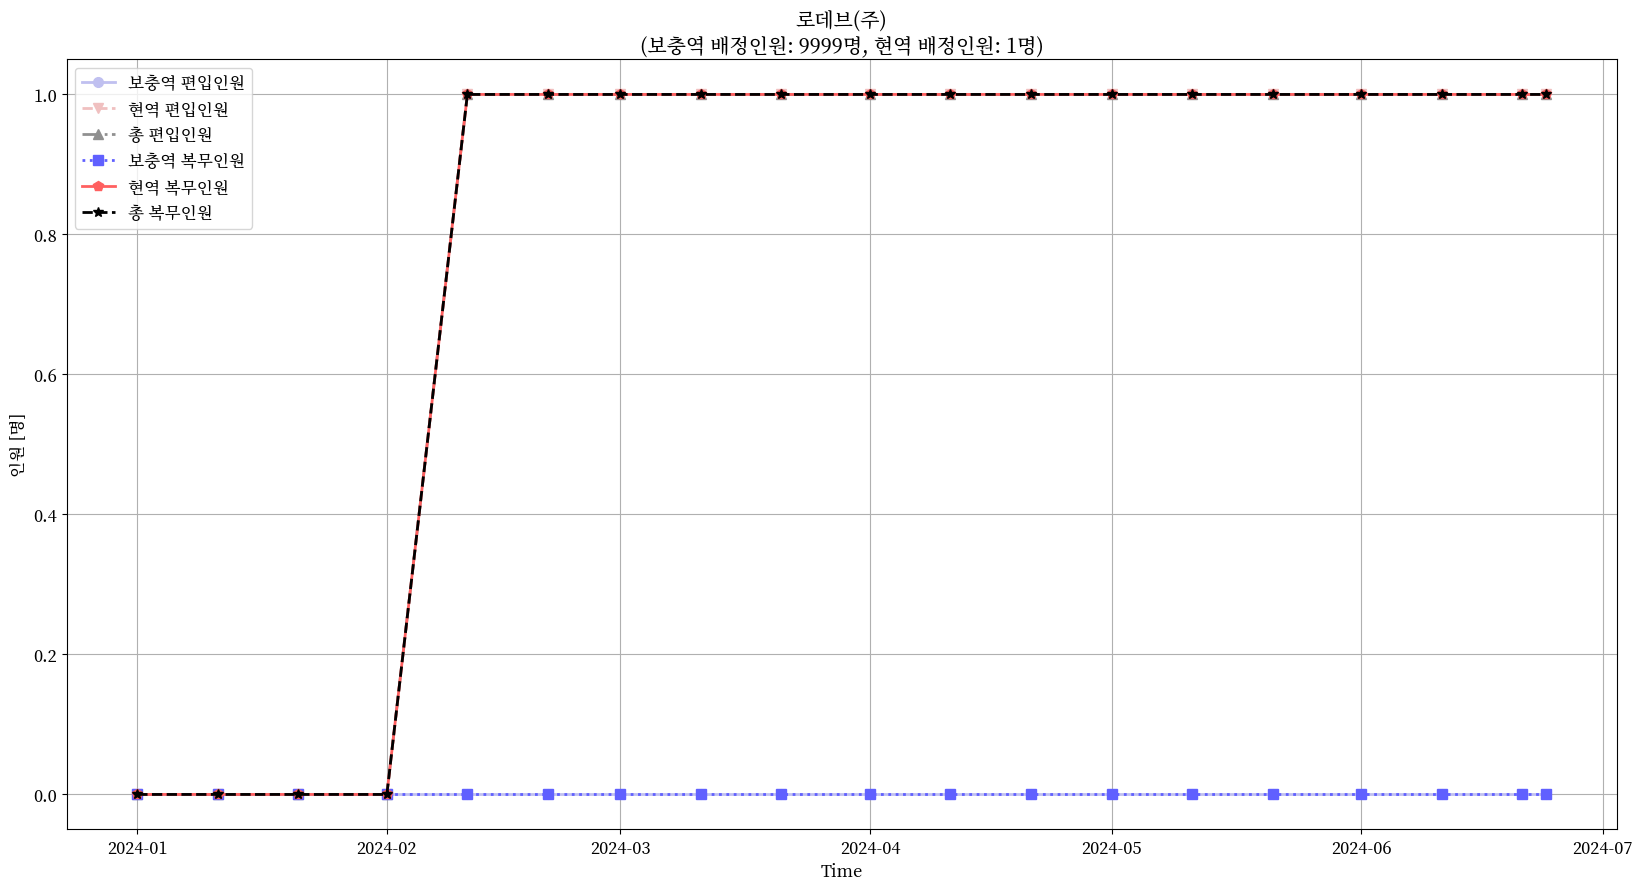 로데브(주)
(보충역 배정인원: 9999명, 현역 배정인원: 1명)
보충역 편입인원
현역 편입인원
총 편입인원
보충역 복무인원
현역 복무인원
총 복무인원
1.0
0.8
0.6
0.4
0.2
0.0
인원 [명]
2024-01 2024-02 2024-03 2024-04 2024-05 2024-06 2024-07
Time